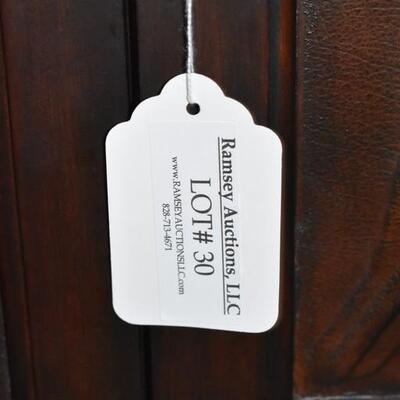 Ramsey Auctions, LLC
LOT# 30
www.RAMSEYAUCTIONSLLC.com
828-713-4671